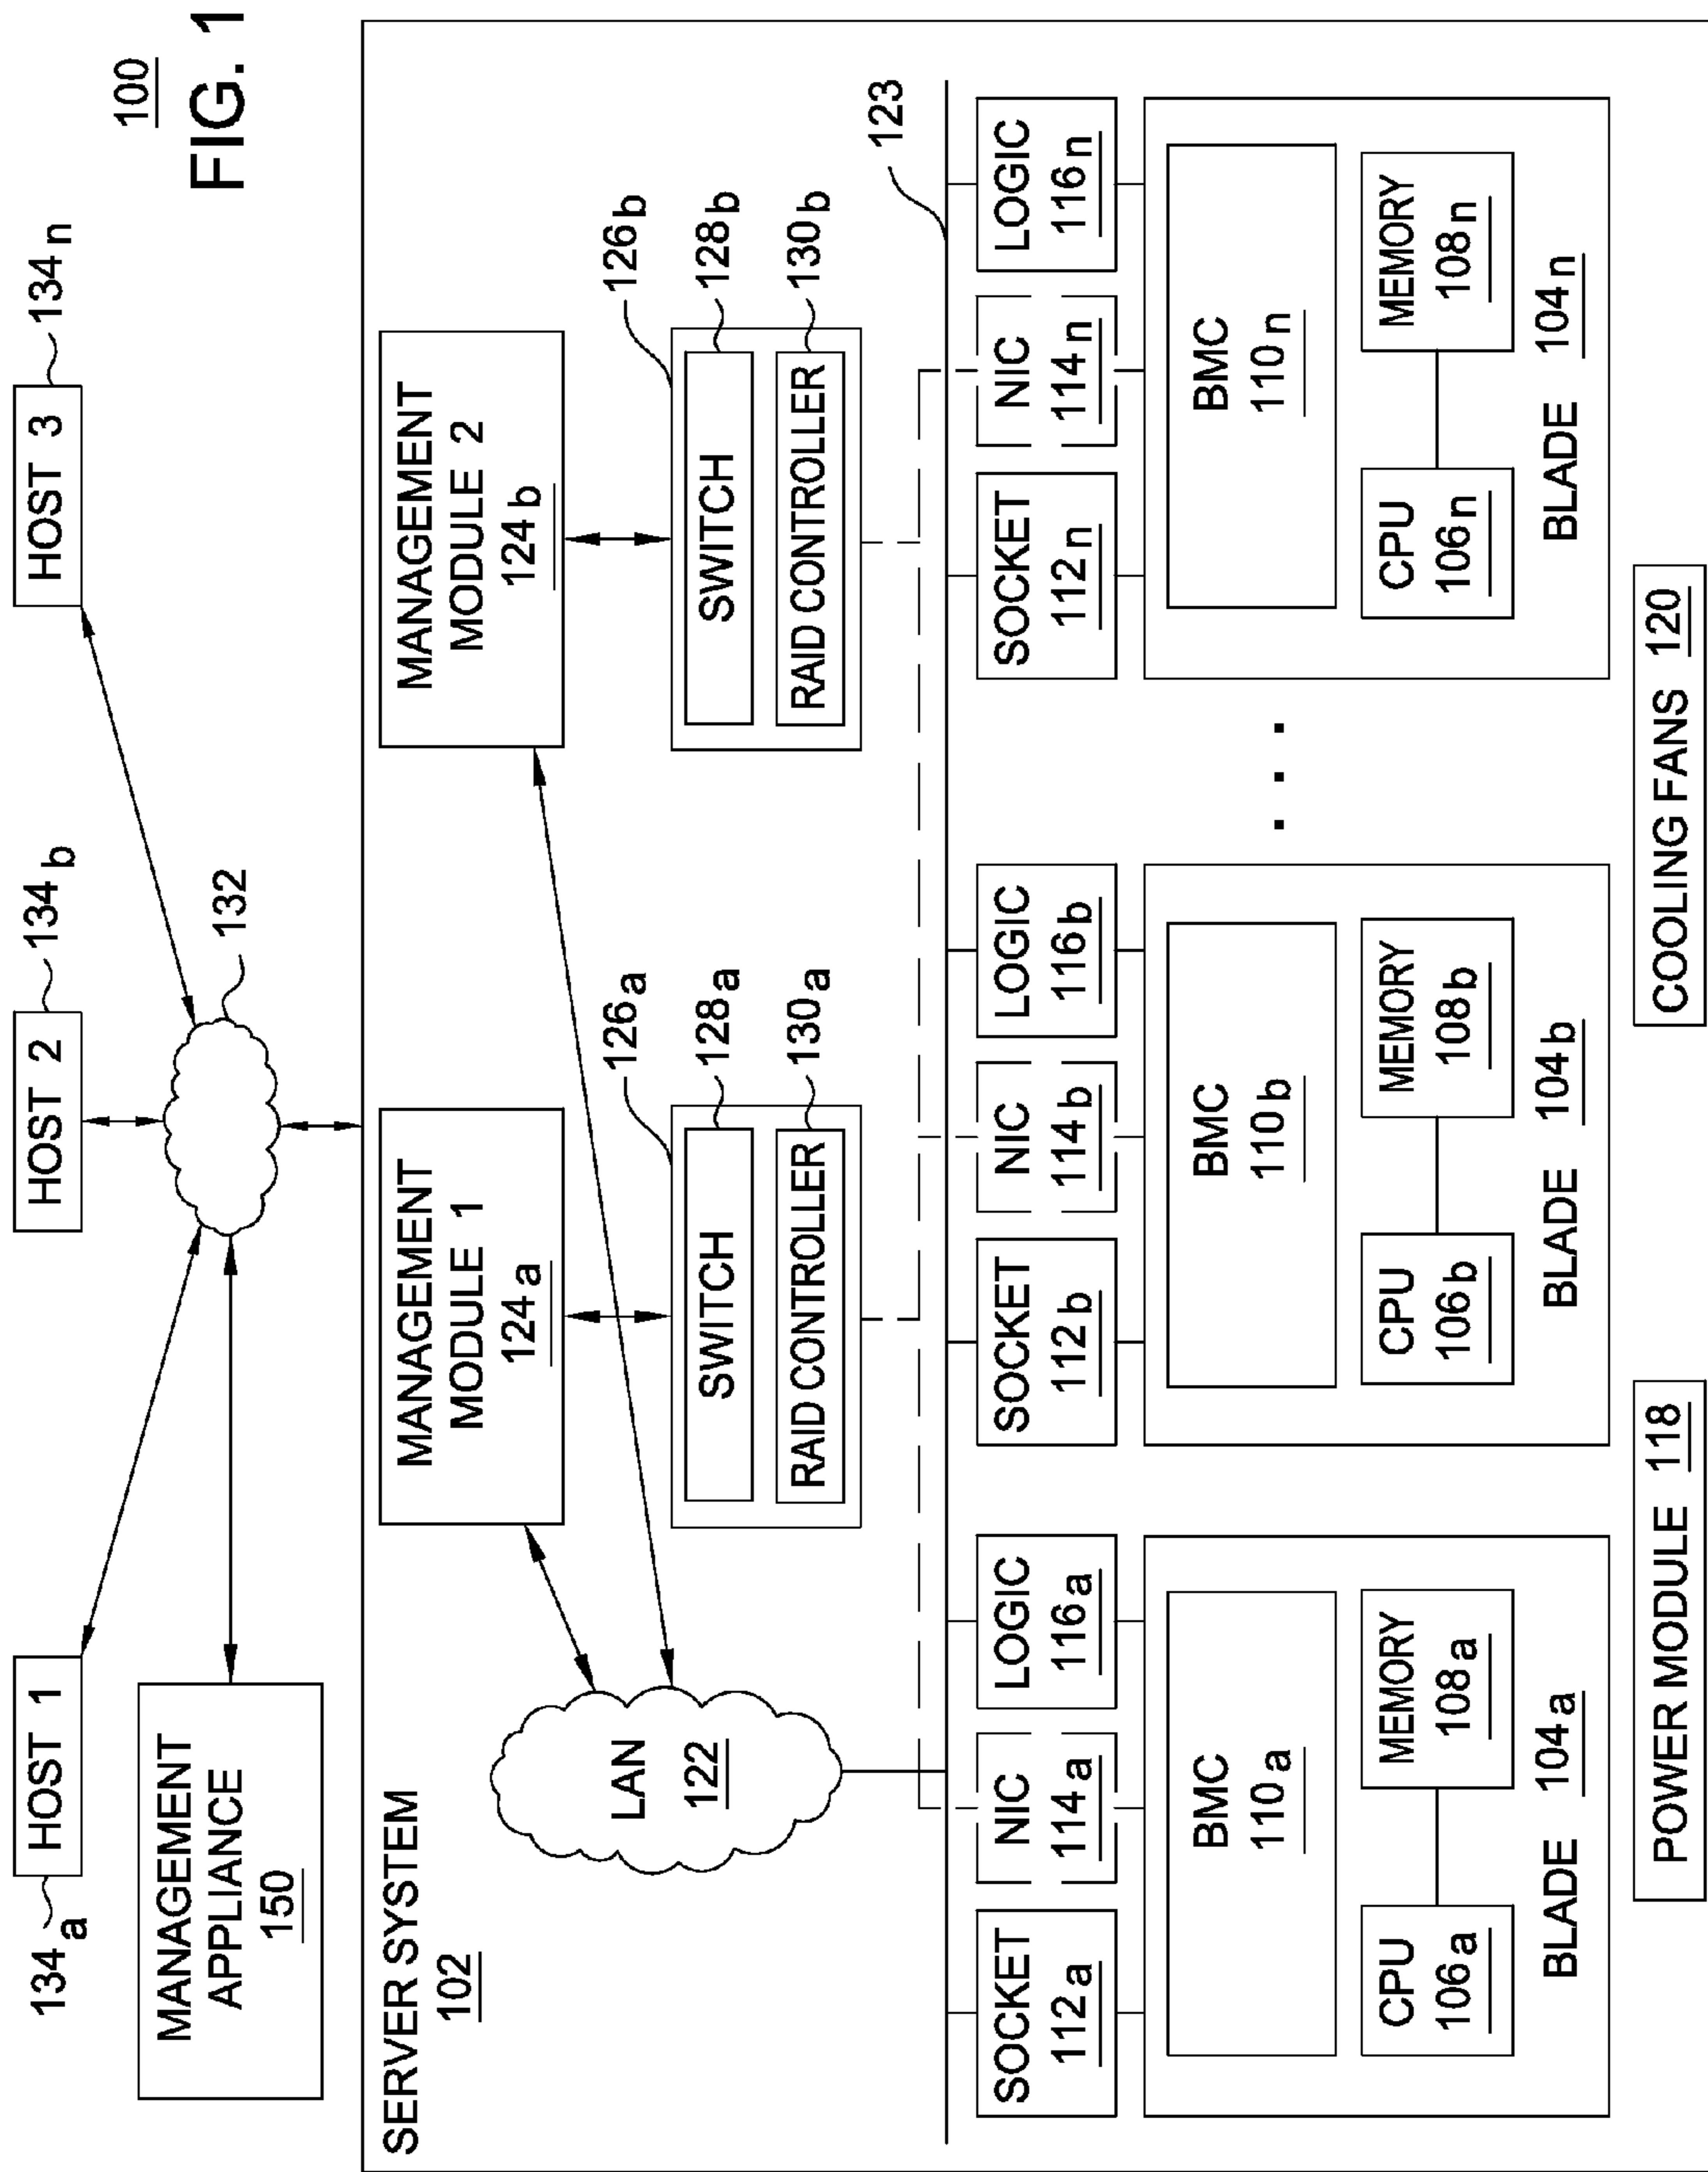 100
FIG. 1
HOST 1
134a
HOST 2
134b
HOST 3
134n
MANAGEMENT
APPLIANCE
150
132
SERVER SYSTEM
102
MANAGEMENT
MODULE 1
124a
MANAGEMENT
MODULE 2
124b
LAN
122
126a
SWITCH
128a
RAID CONTROLLER
130a
126b
SWITCH
128b
RAID CONTROLLER
130b
123
SOCKET
112a
NIC
114a
LOGIC
116a
SOCKET
112b
NIC
114b
LOGIC
116b
SOCKET
112n
NIC
114n
LOGIC
116n
BMC
110a
CPU
106a
MEMORY
108a
BLADE 104a
BMC
110b
CPU
106b
MEMORY
108b
BLADE 104b
. . .
BMC
110n
CPU
106n
MEMORY
108n
BLADE 104n
POWER MODULE 118
COOLING FANS 120